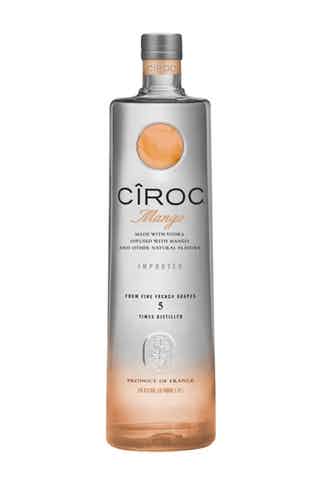 CÎROC
CÎROC
Mango
MADE WITH VODKA
INFUSED WITH MANGO
AND OTHER NATURAL FLAVORS
IMPORTED
FROM FINE FRENCH GRAPES
5
TIMES DISTILLED
PRODUCT OF FRANCE